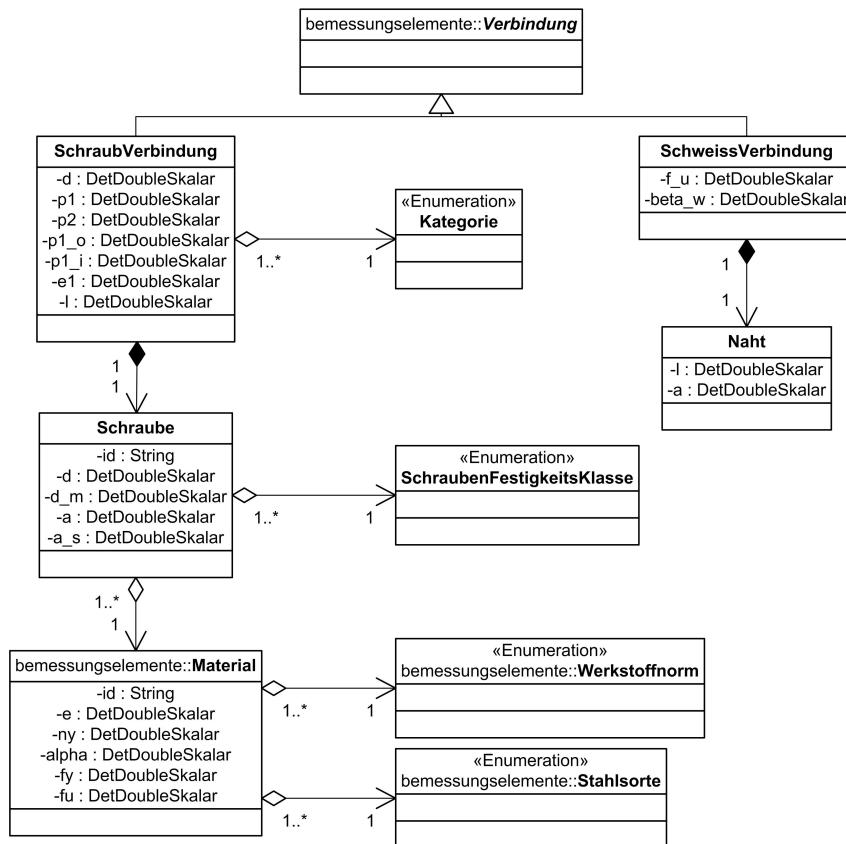 bemessungselemente::Verbindung
SchraubVerbindung
-d : DetDoubleSkalar
-p1 : DetDoubleSkalar
-p2 : DetDoubleSkalar
-p1_o : DetDoubleSkalar
-p1_i : DetDoubleSkalar
-e1 : DetDoubleSkalar
-l : DetDoubleSkalar
1..*
1
«Enumeration»
Kategorie
SchweissVerbindung
-f_u : DetDoubleSkalar
-beta_w : DetDoubleSkalar
1
1
Naht
-l : DetDoubleSkalar
-a : DetDoubleSkalar
1
1
Schraube
-id : String
-d : DetDoubleSkalar
-d_m : DetDoubleSkalar
-a : DetDoubleSkalar
-a_s : DetDoubleSkalar
1..*
1
«Enumeration»
SchraubenFestigkeitsKlasse
1..*
1
bemessungselemente::Material
-id : String
-e : DetDoubleSkalar
-ny : DetDoubleSkalar
-alpha : DetDoubleSkalar
-fy : DetDoubleSkalar
-fu : DetDoubleSkalar
1..*
1
«Enumeration»
bemessungselemente::Werkstoffnorm
1..*
1
«Enumeration»
bemessungselemente::Stahlsorte